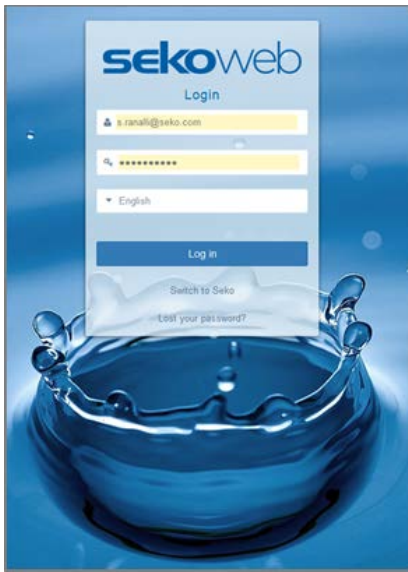 sekoweb
Login
s.ranalli@seko.com
••••••••••
English
Log in
Switch to Seko
Lost your password?